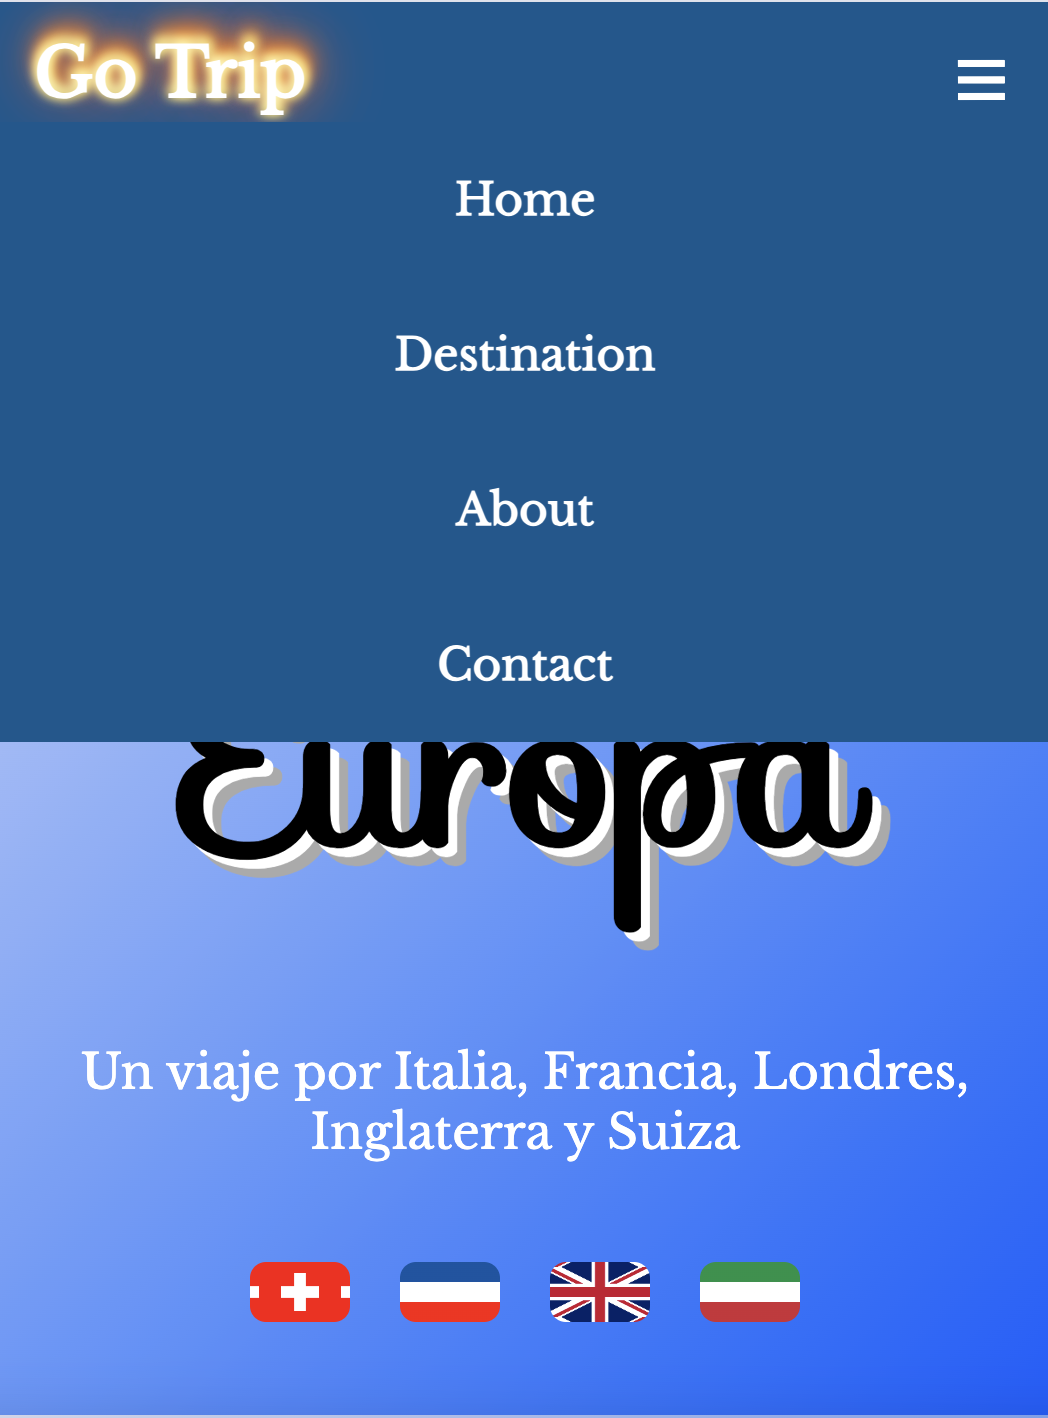 Go Trip
Home
Destination
About
Contact
Europa
Un viaje por Italia, Francia, Londres,
Inglaterra y Suiza